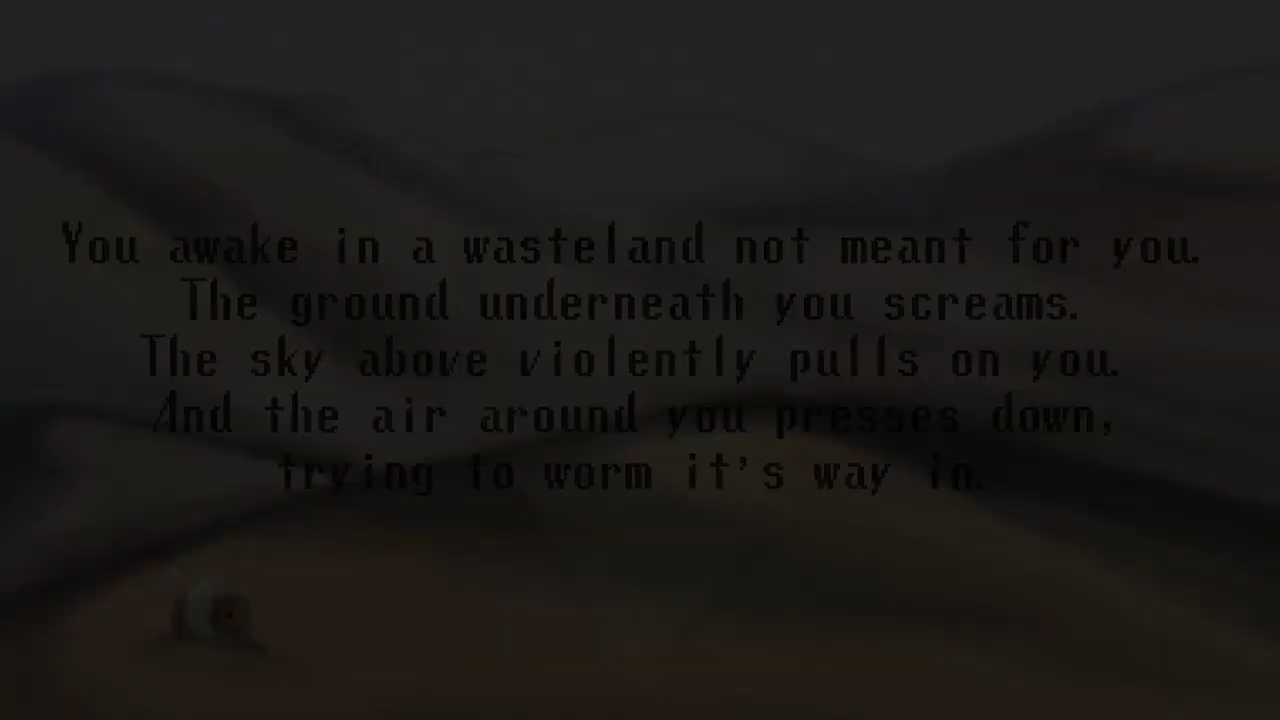 You awake in a wasteland not meant for you.
The ground underneath you screams.
The sky above violently pulls on you.
And the air around you presses down,
trying to worm it's way in.